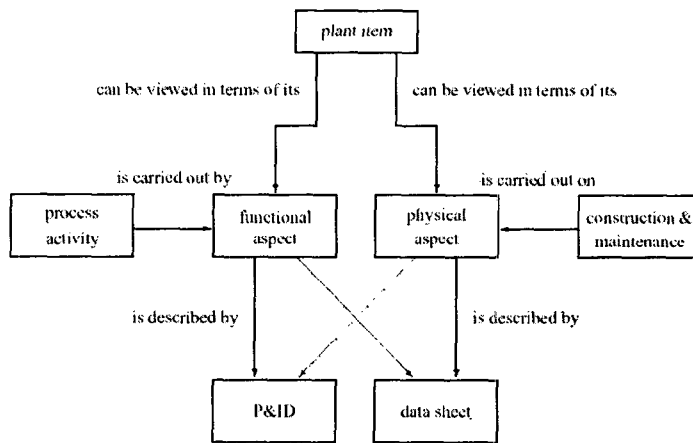 plant item
can be viewed in terms of its
can be viewed in terms of its
is carried out by
is carried out on
process
activity
functional
aspect
physical
aspect
construction &
maintenance
is described by
is described by
P&ID
data sheet